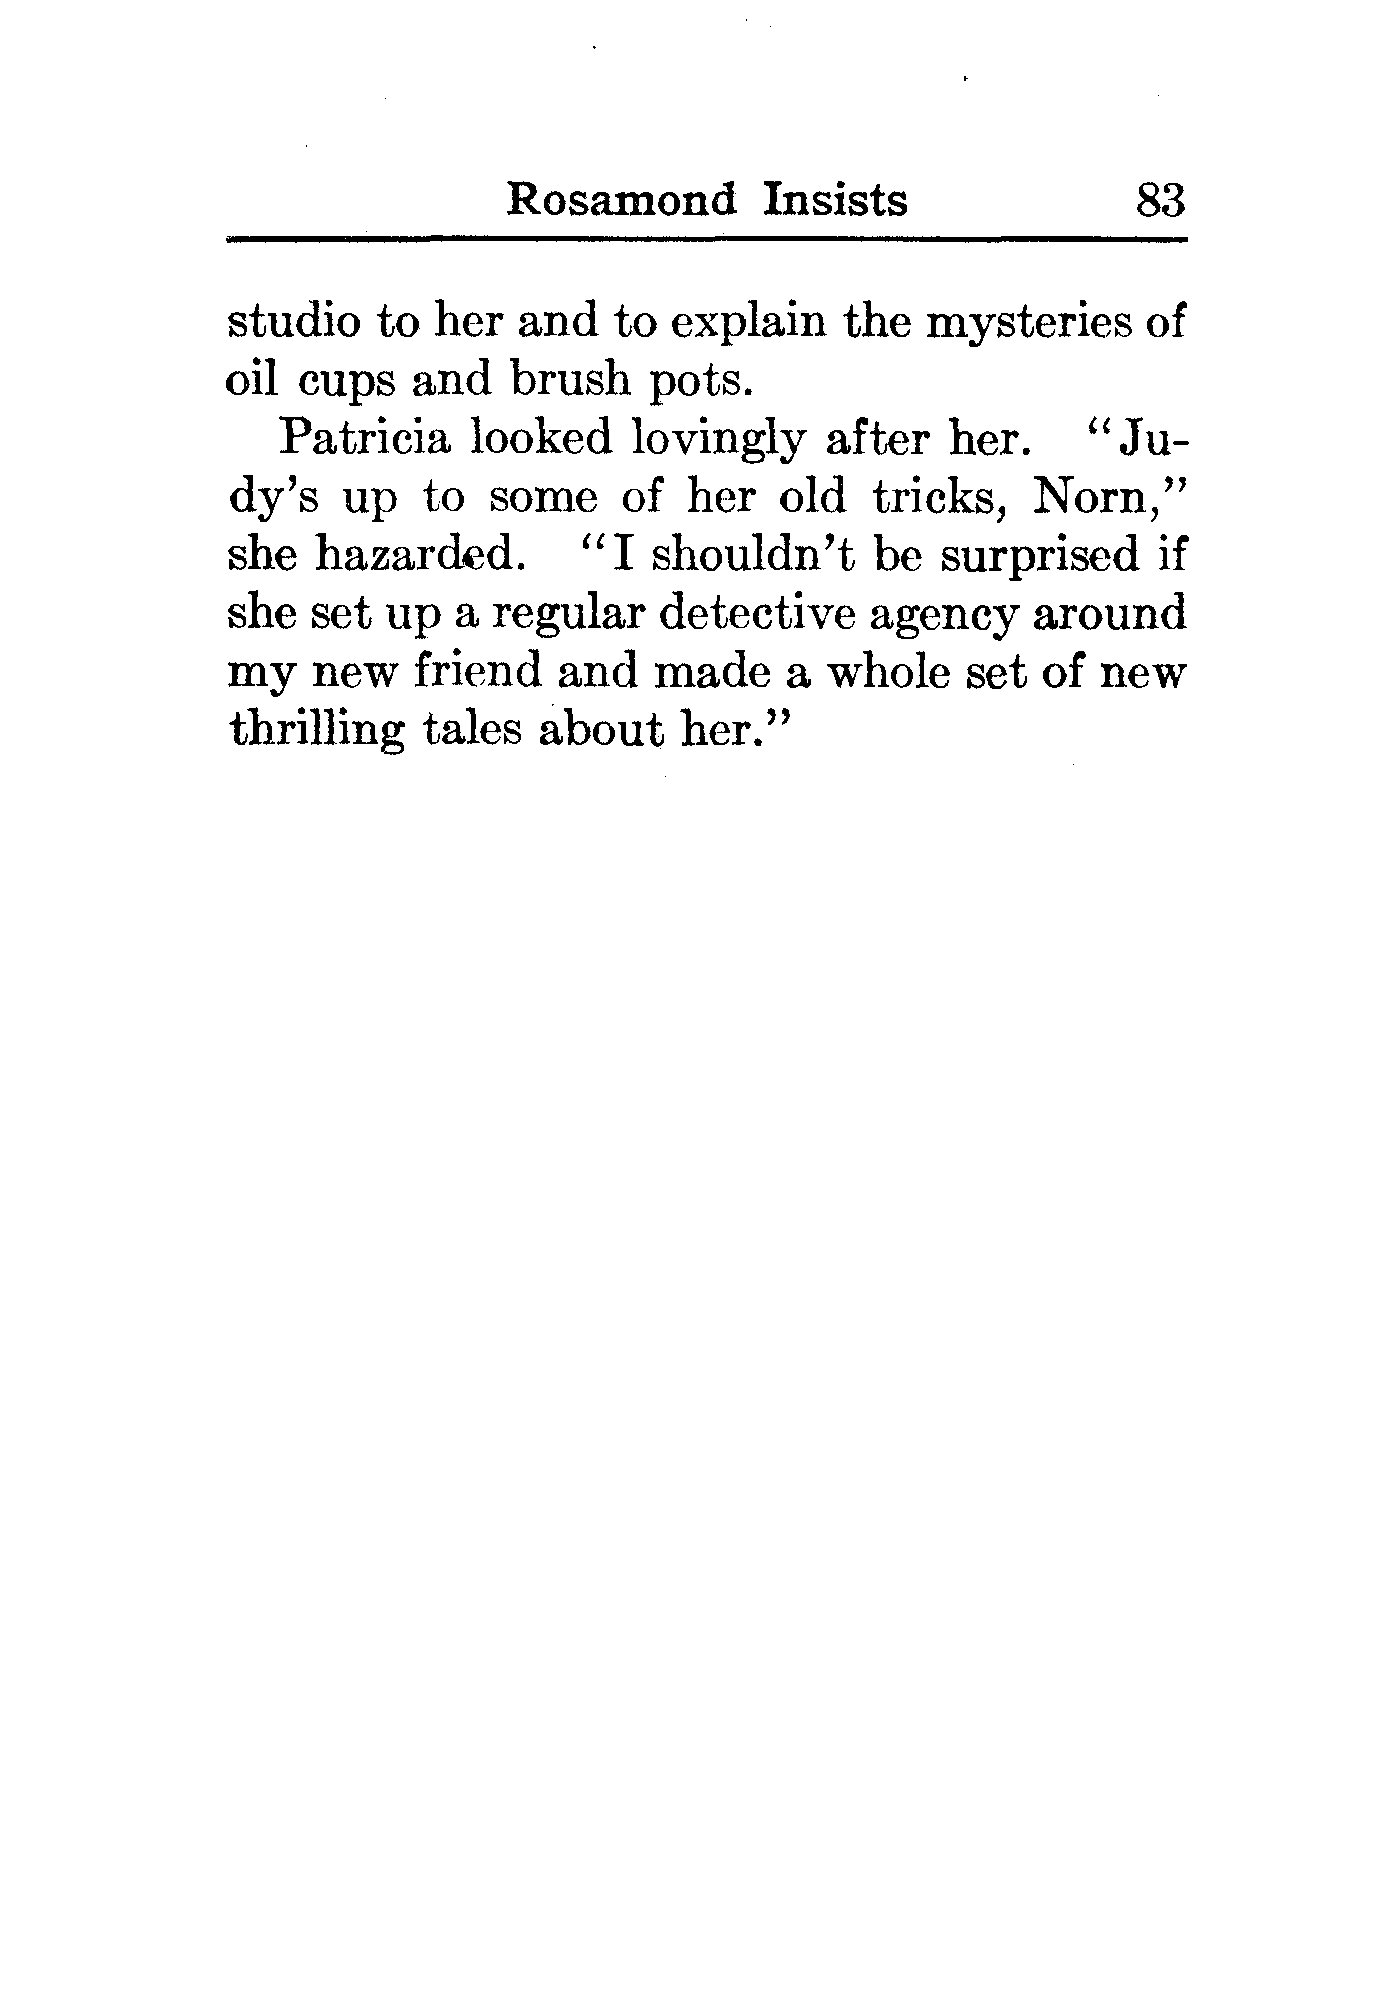 Rosamond Insists 83
studio to her and to explain the mysteries of
oil cups and brush pots.
Patricia looked lovingly after her. "Ju-
dy's up to some of her old tricks, Norn,"
she hazarded. "I shouldn't be surprised if
she set up a regular detective agency around
my new friend and made a whole set of new
thrilling tales about her."